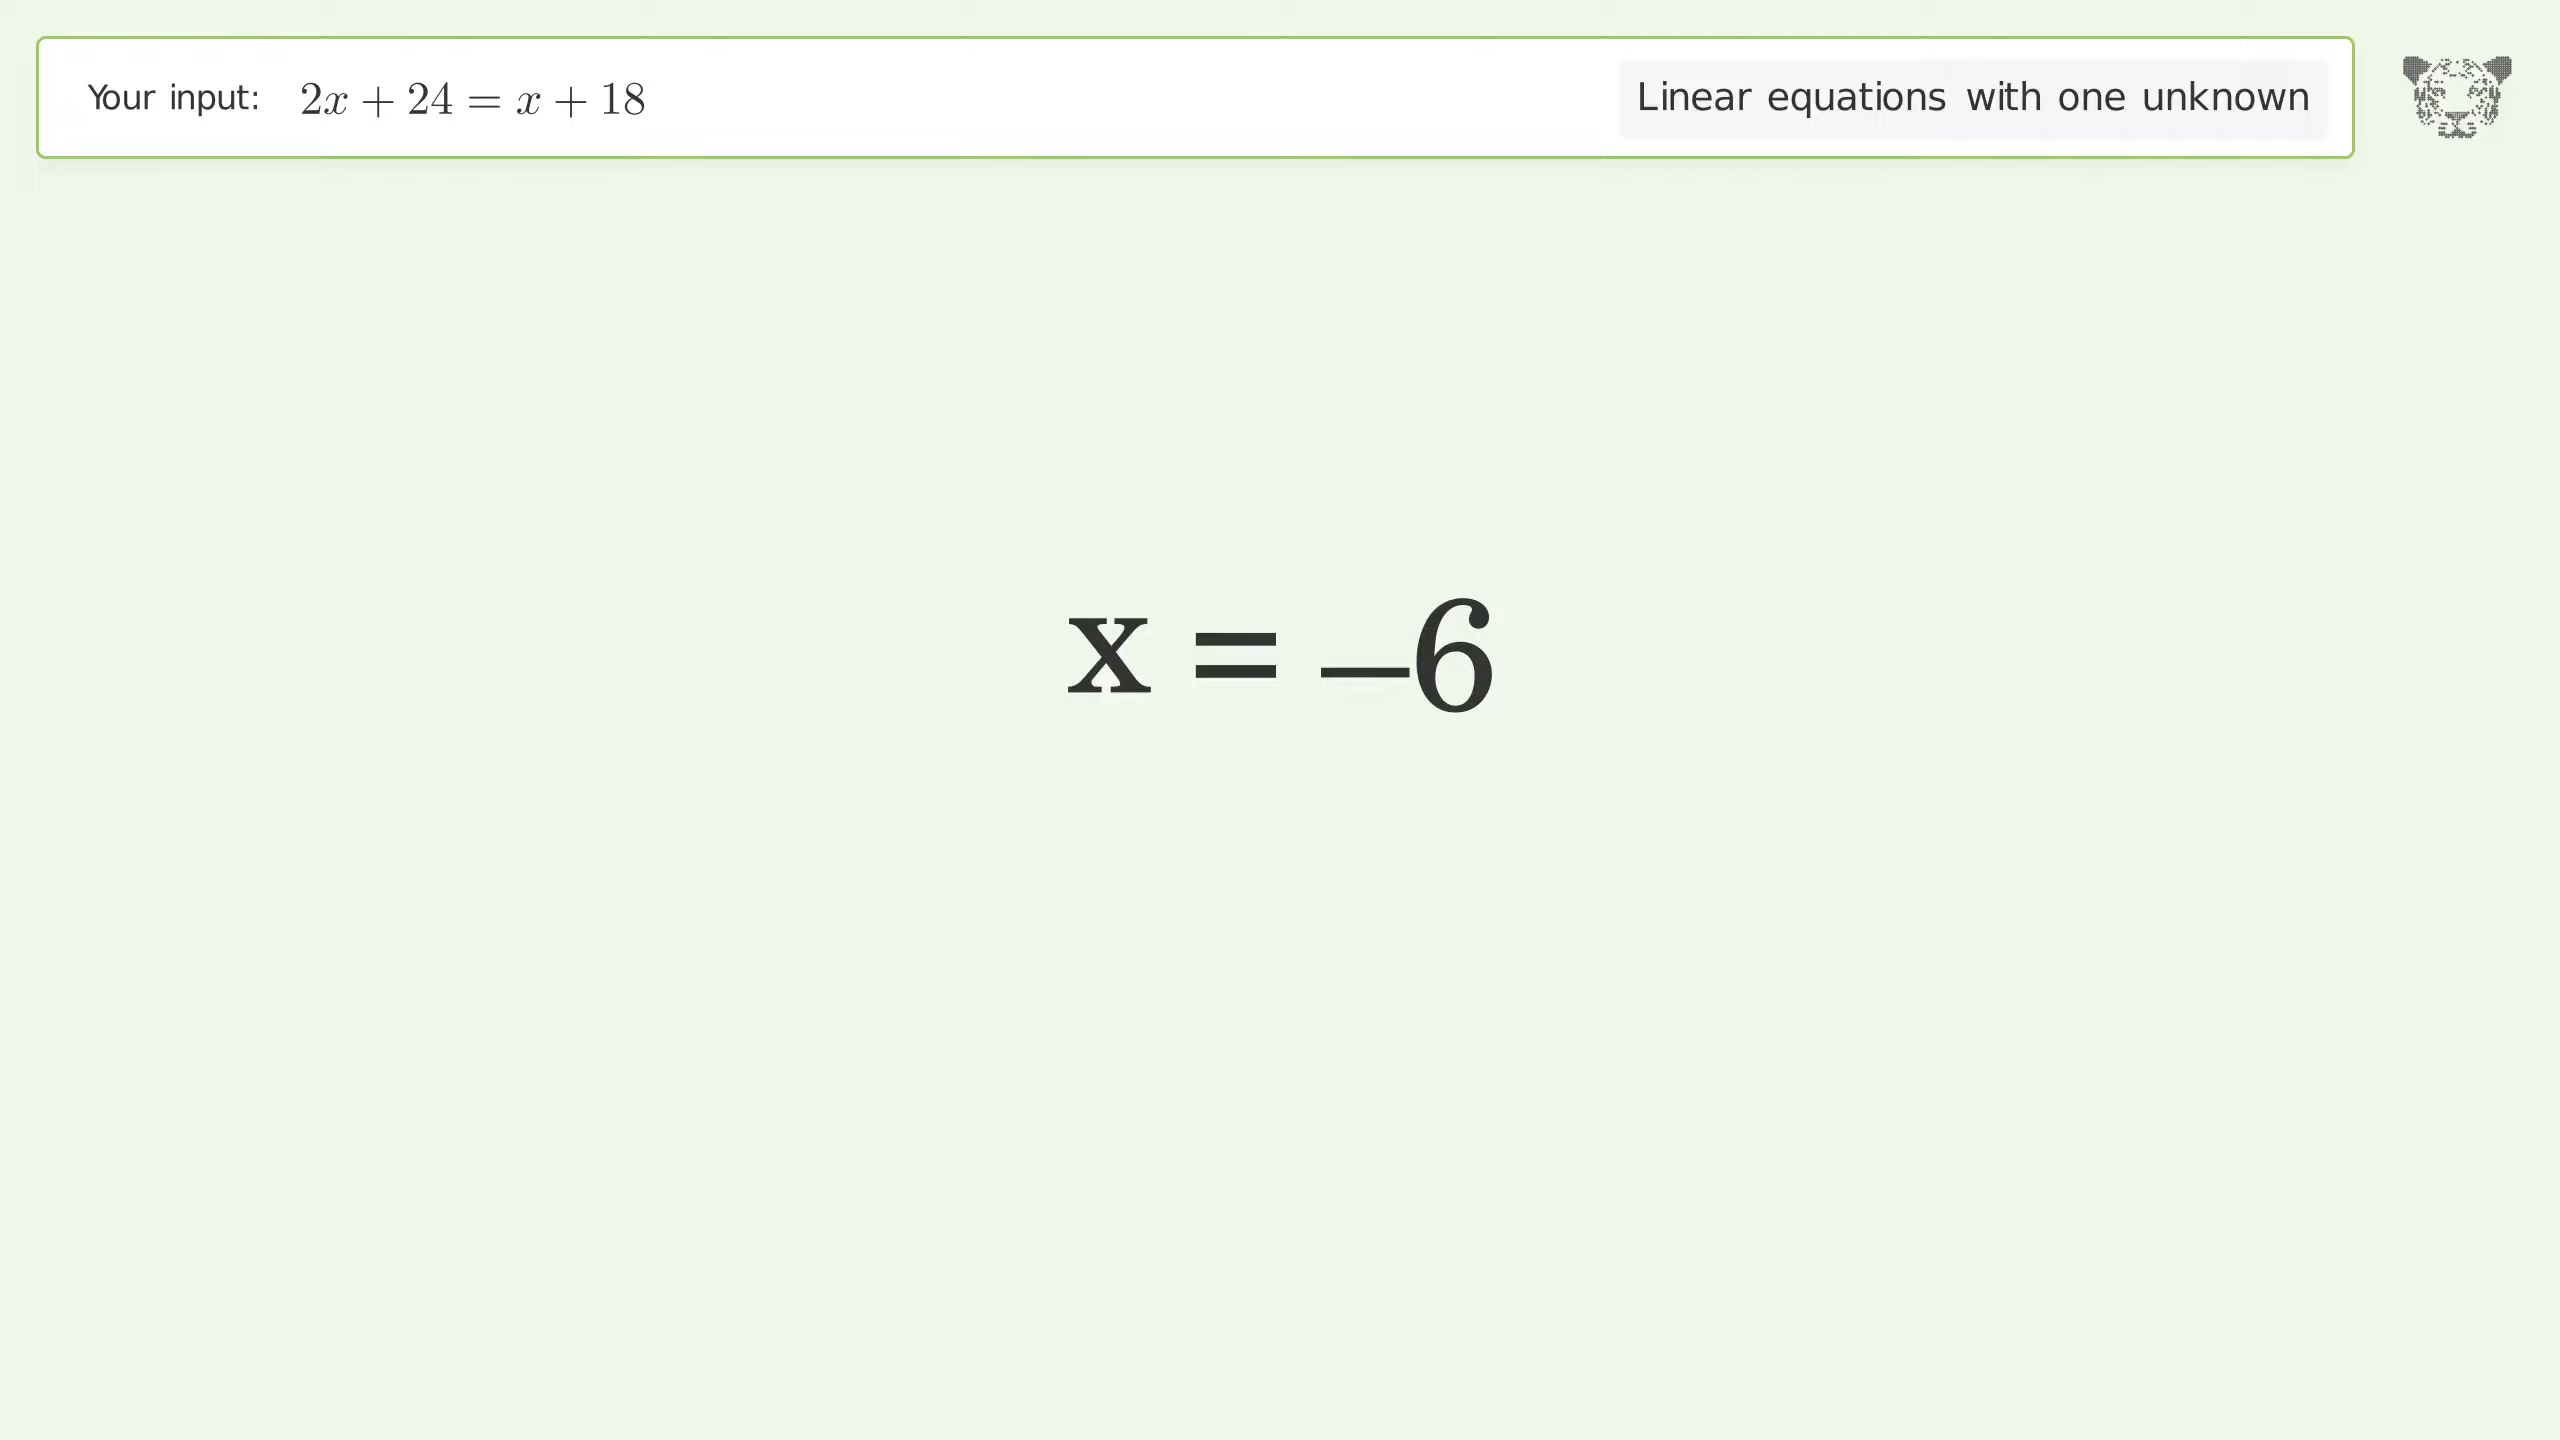 Your input: 2x + 24 = x + 18
Linear equations with one unknown
x = −6